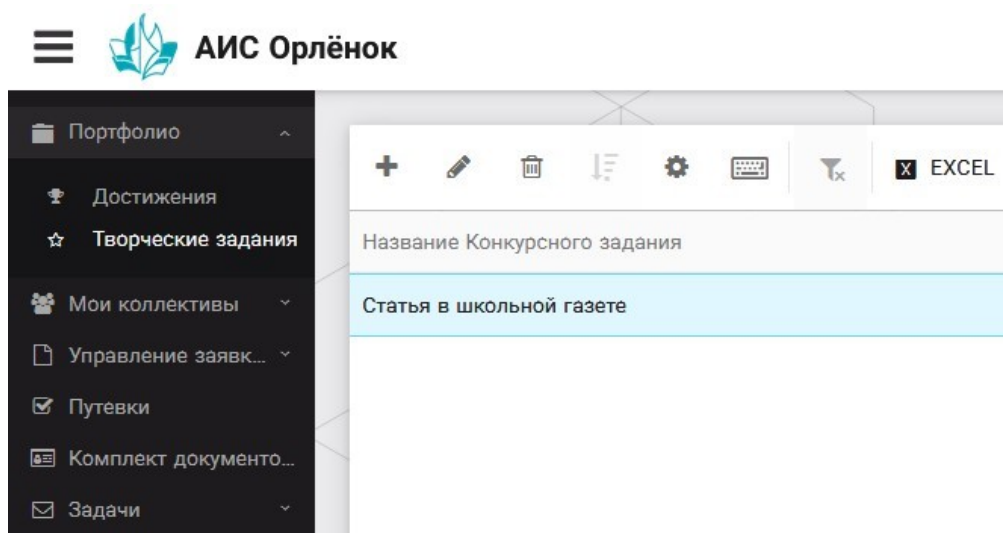 АИС Орлёнок
Портфолио
Достижения
Творческие задания
Мои коллективы
Управление заявк...
Путевки
Комплект документо...
Задачи
X EXCEL
Название Конкурсного задания
Статья в школьной газете